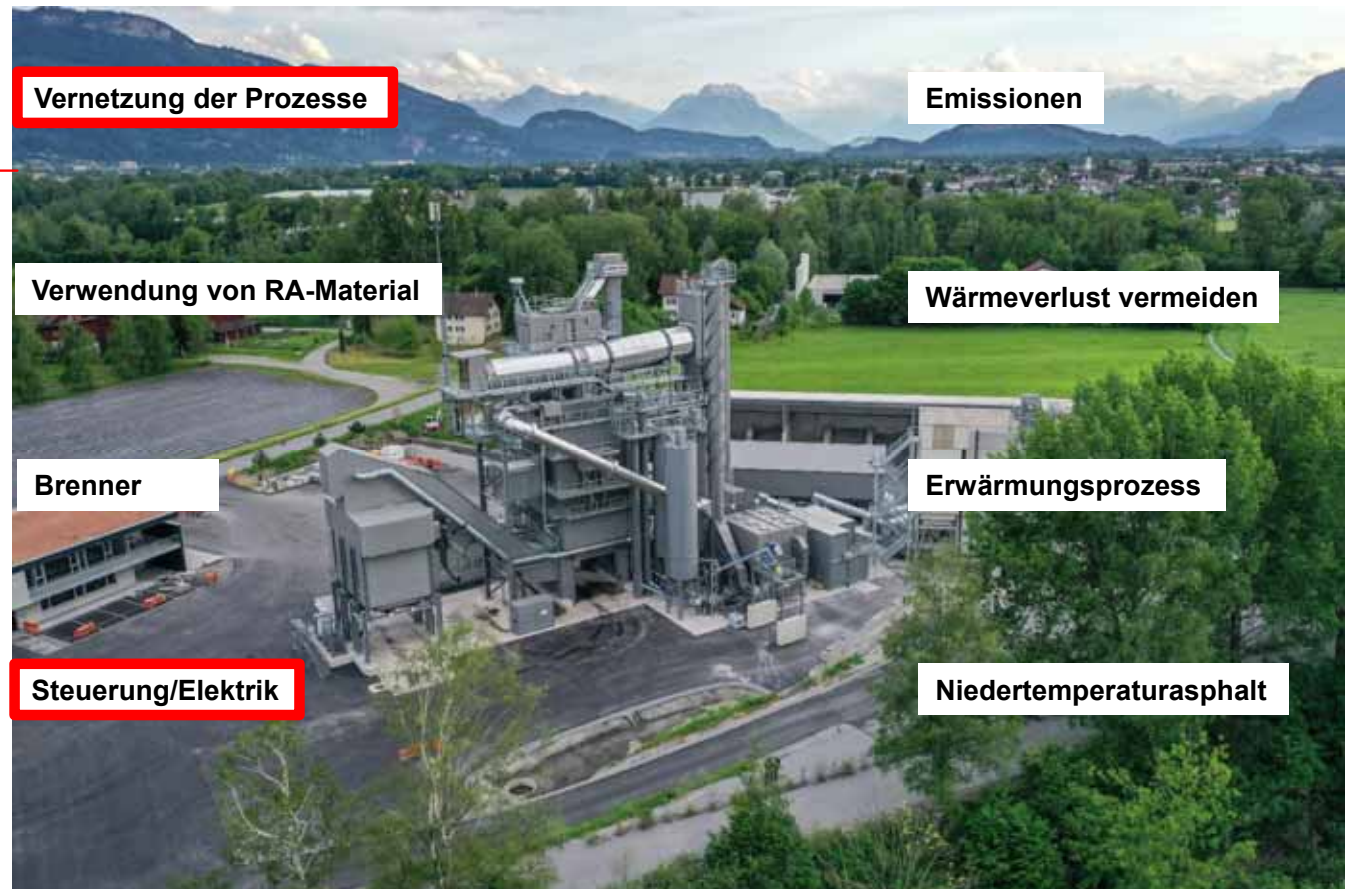 Vernetzung der Prozesse
Emissionen
Verwendung von RA-Material
Wärmeverlust vermeiden
Brenner
Erwärmungsprozess
Steuerung/Elektrik
Niedertemperaturasphalt